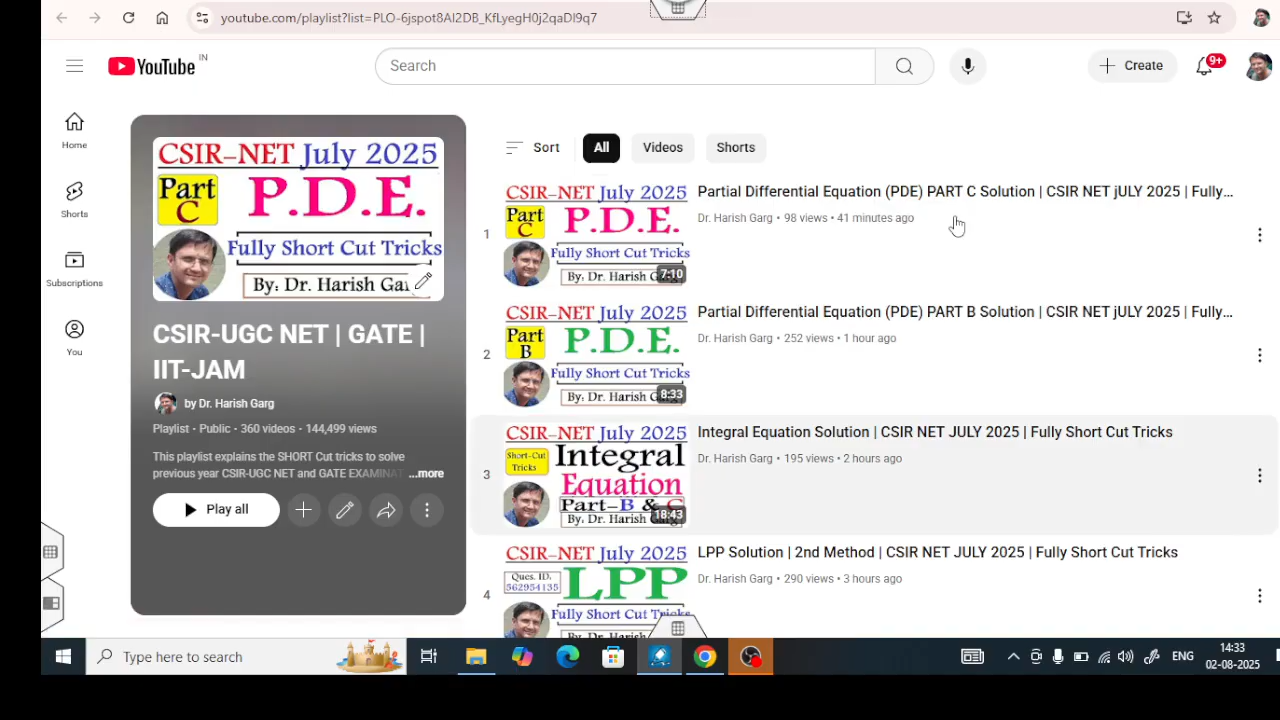 youtube.com/playlist?list=PLO-6jspot8Al2DB_KfLyegH0j2qaDl9q7
YouTube IN
Search
Create
9+
Home
Shorts
Subscriptions
You
CSIR-NET July 2025
Part C
P.D.E.
Fully Short Cut Tricks
By: Dr. Harish Gar
CSIR-UGC NET | GATE |
IIT-JAM
by Dr. Harish Garg
Playlist • Public • 360 videos • 144,499 views
This playlist explains the SHORT Cut tricks to solve
previous year CSIR-UGC NET and GATE EXAMINAT ...more
Play all
Sort
All
Videos
Shorts
1
CSIR-NET July 2025
Part C
P.D.E.
Fully Short Cut Tricks
By: Dr. Harish Garg
7:10
Partial Differential Equation (PDE) PART C Solution | CSIR NET jULY 2025 | Fully...
Dr. Harish Garg • 98 views • 41 minutes ago
2
CSIR-NET July 2025
Part B
P.D.E.
Fully Short Cut Tricks
By: Dr. Harish Garg
8:33
Partial Differential Equation (PDE) PART B Solution | CSIR NET jULY 2025 | Fully...
Dr. Harish Garg • 252 views • 1 hour ago
3
CSIR-NET July 2025
Short-Cut Tricks
Integral
Equation
Part-B & C
By: Dr. Harish G
18:43
Integral Equation Solution | CSIR NET JULY 2025 | Fully Short Cut Tricks
Dr. Harish Garg • 195 views • 2 hours ago
4
CSIR-NET July 2025
Ques. ID:
562954135
LPP
Fully Short Cut Tricks
LPP Solution | 2nd Method | CSIR NET JULY 2025 | Fully Short Cut Tricks
Dr. Harish Garg • 290 views • 3 hours ago
Type here to search
ENG
14:33
02-08-2025